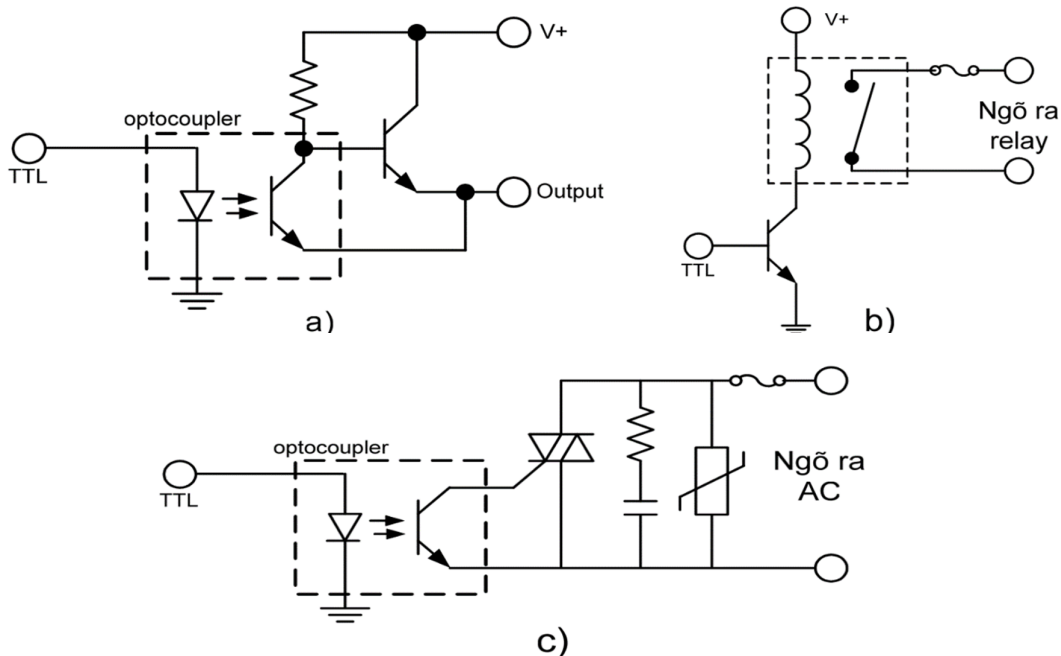 V+
optocoupler
TTL
Output
a)
V+
Ngõ ra
relay
TTL
b)
optocoupler
TTL
Ngõ ra
AC
c)